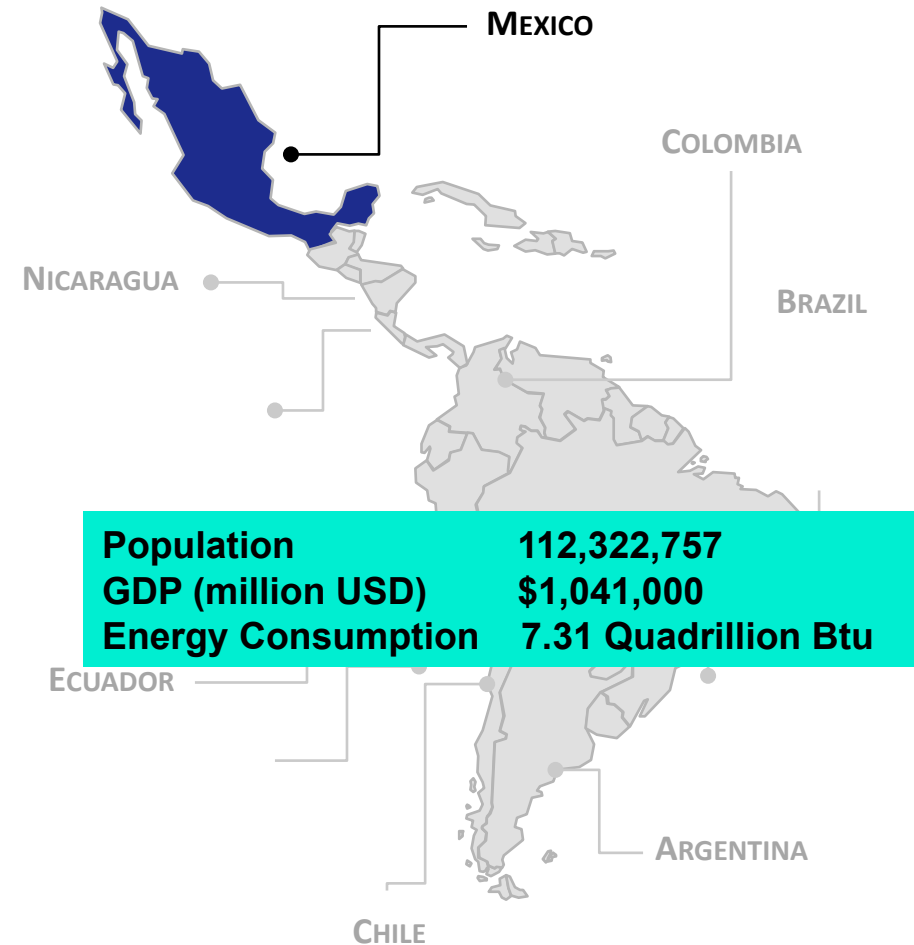 MEXICO
COLOMBIA
NICARAGUA
BRAZIL
Population 112,322,757
GDP (million USD) $1,041,000
Energy Consumption 7.31 Quadrillion Btu
ECUADOR
ARGENTINA
CHILE